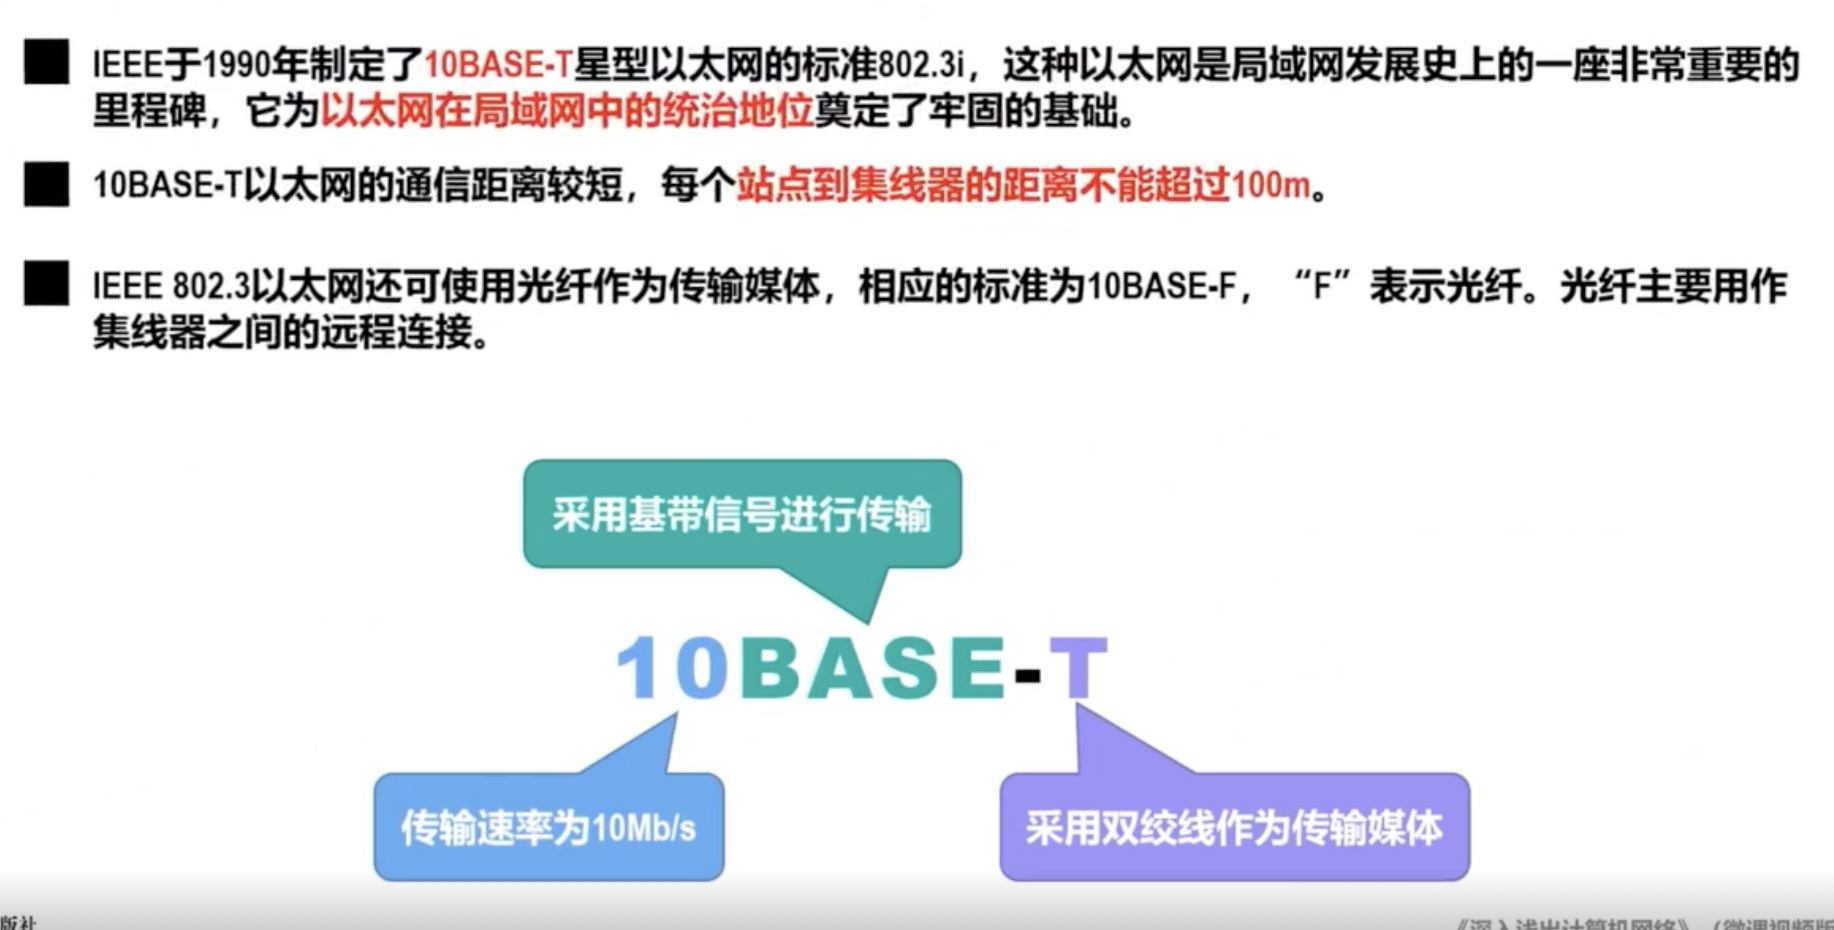 IEEE于1990年制定了10BASE-T星型以太网的标准802.3i，这种以太网是局域网发展史上的一座非常重要的
里程碑，它为以太网在局域网中的统治地位奠定了牢固的基础。
10BASE-T以太网的通信距离较短，每个站点到集线器的距离不能超过100m。
IEEE 802.3以太网还可使用光纤作为传输媒体，相应的标准为10BASE-F，“F”表示光纤。光纤主要用作
集线器之间的远程连接。
采用基带信号进行传输
10BASE-T
传输速率为10Mb/s
采用双绞线作为传输媒体
版社
《深入浅出计算机网络》（微课视频版